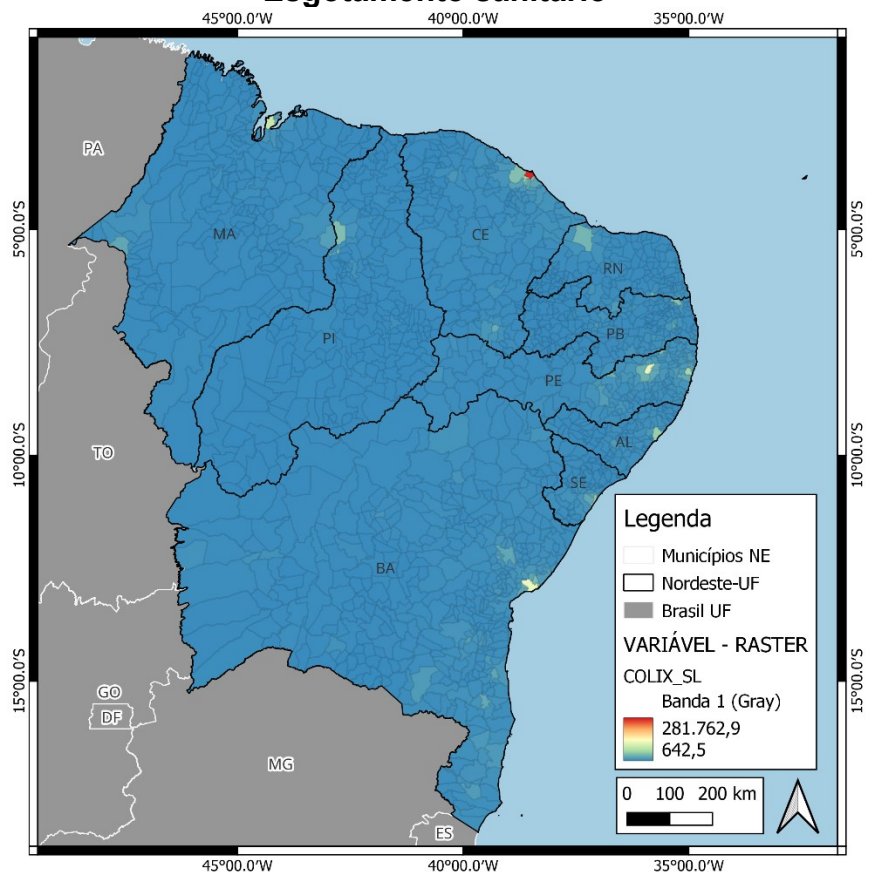 Esgotamento sanitário
45°00.0'W 40°00.0'W 35°00.0'W
PA
5°00.0'S 5°00.0'S
MA CE
RN
PI PB
PE
TO AL
10°00.0'S 10°00.0'S
SE
BA
Legenda
Municípios NE
Nordeste-UF
Brasil UF
VARIÁVEL - RASTER
COLIX_SL
Banda 1 (Gray)
281.762,9
642,5
15°00.0'S 15°00.0'S
GO
DF
MG
0 100 200 km
ES
45°00.0'W 40°00.0'W 35°00.0'W